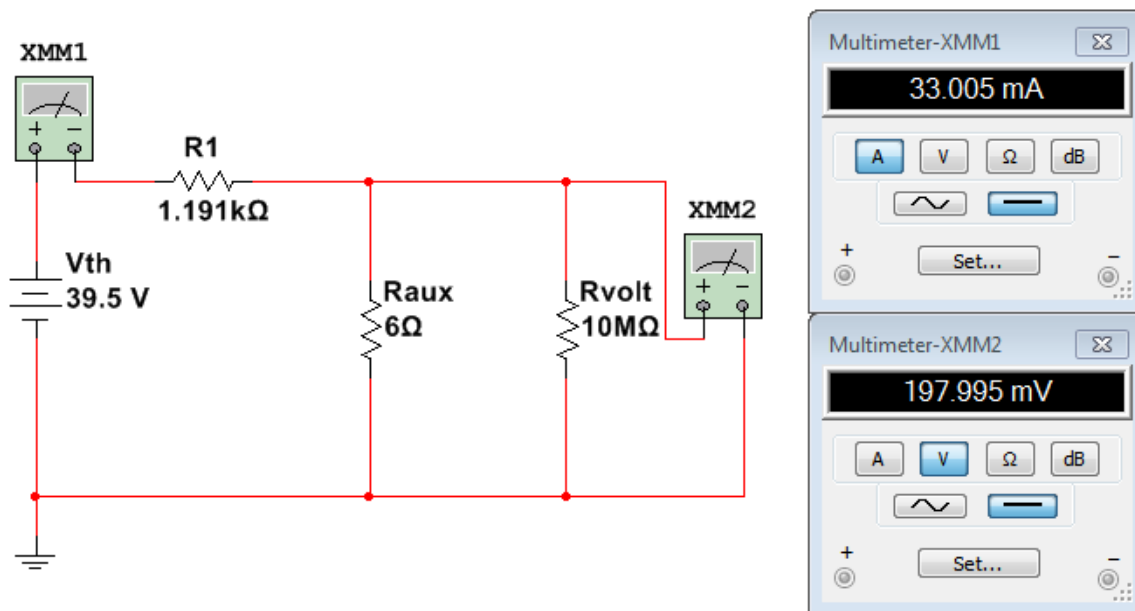 XMM1
R1
1.191kΩ
Vth
39.5 V
Raux
6Ω
Rvolt
10MΩ
XMM2
+ −
+ −
Multimeter-XMM1
33.005 mA
A V Ω dB
+ Set... −
Multimeter-XMM2
197.995 mV
A V Ω dB
+ Set... −